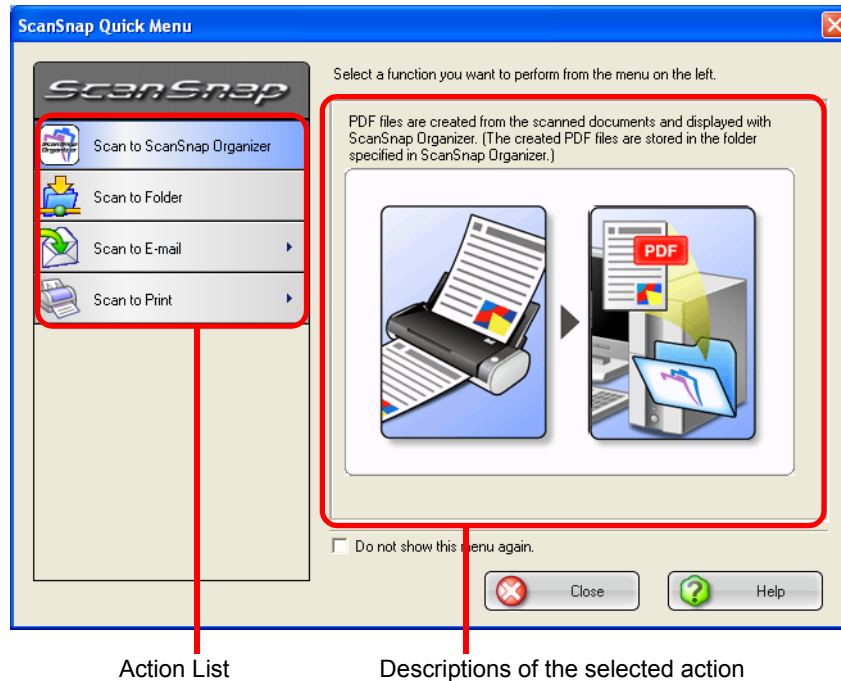 ScanSnap Quick Menu
ScanSnap
Select a function you want to perform from the menu on the left.
Scan to ScanSnap Organizer
Scan to Folder
Scan to E-mail
Scan to Print
PDF files are created from the scanned documents and displayed with
ScanSnap Organizer. (The created PDF files are stored in the folder
specified in ScanSnap Organizer.)
PDF
Do not show this menu again.
Close
Help
Action List
Descriptions of the selected action